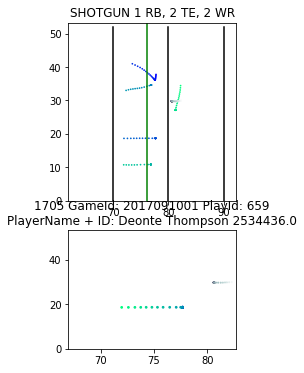 SHOTGUN 1 RB, 2 TE, 2 WR
50
40
30
20
10
0
70 80 90
1705 GameId: 2017091001 PlayId: 659
PlayerName + ID: Deonte Thompson 2534436.0
40
20
0
70 75 80